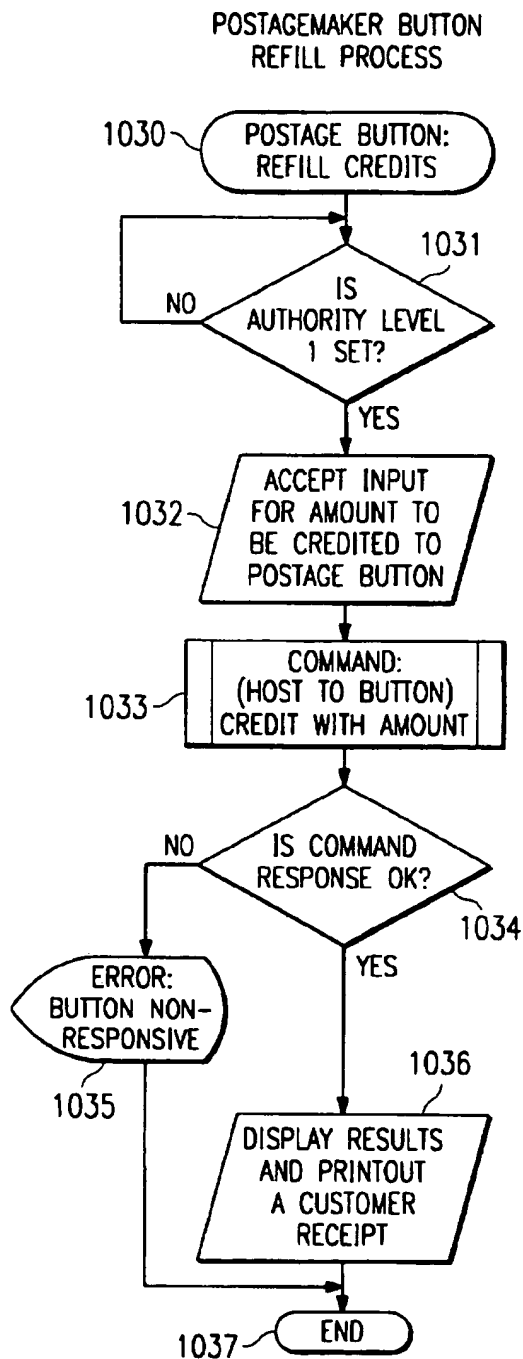 POSTAGEMAKER BUTTON
REFILL PROCESS
1030
POSTAGE BUTTON:
REFILL CREDITS
1031
IS
AUTHORITY LEVEL
1 SET?
NO
YES
1032
ACCEPT INPUT
FOR AMOUNT TO
BE CREDITED TO
POSTAGE BUTTON
1033
COMMAND:
(HOST TO BUTTON)
CREDIT WITH AMOUNT
NO
IS COMMAND
RESPONSE OK?
1034
YES
ERROR:
BUTTON NON-
RESPONSIVE
1035
1036
DISPLAY RESULTS
AND PRINTOUT
A CUSTOMER
RECEIPT
1037
END